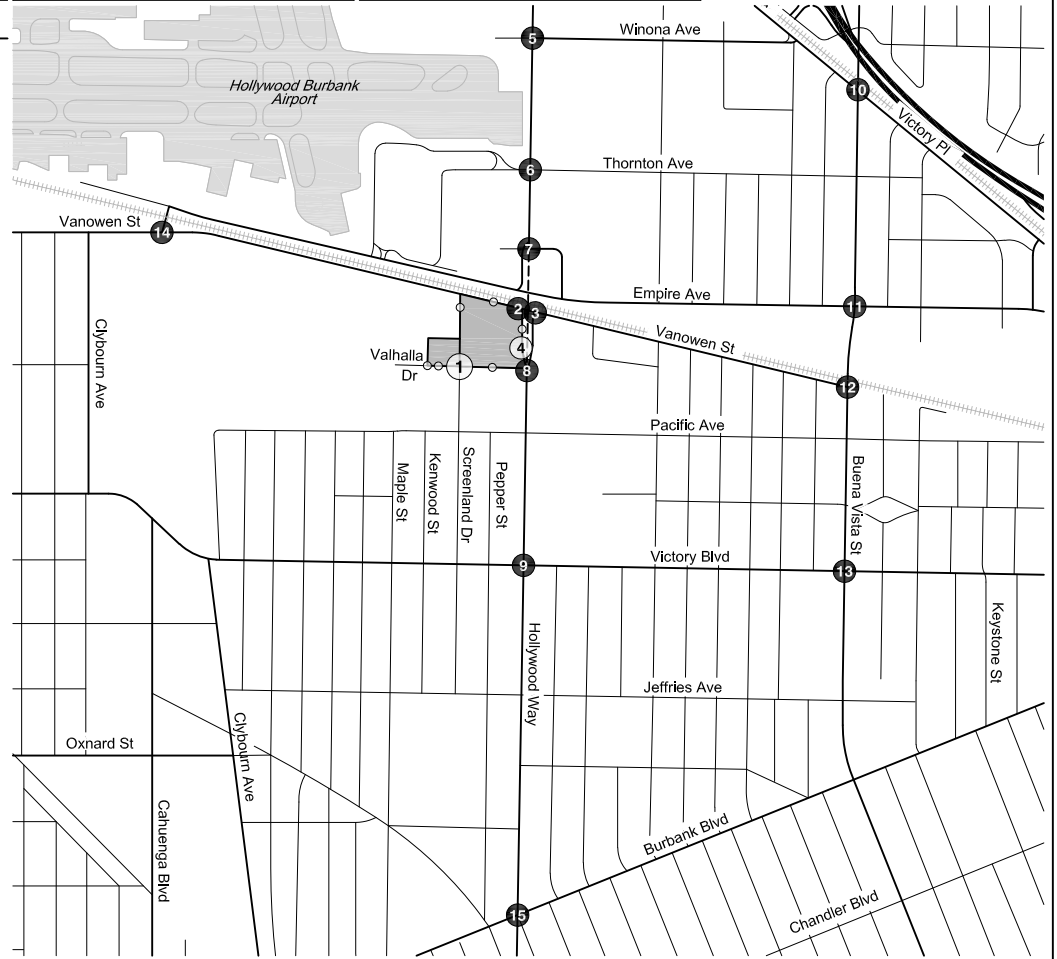 5
Winona Ave
Hollywood Burbank
Airport
10
Victory Pl
6
Thornton Ave
Vanowen St
14
7
Empire Ave
2
3
11
Clybourn Ave
Vanowen St
4
Valhalla
Dr
1
8
12
Pacific Ave
Maple St
Kenwood St
Screenland Dr
Pepper St
Buena Vista St
Victory Blvd
9
13
Hollywood Way
Keystone St
Jeffries Ave
Oxnard St
Clybourn Ave
Cahuenga Blvd
Burbank Blvd
Chandler Blvd
15